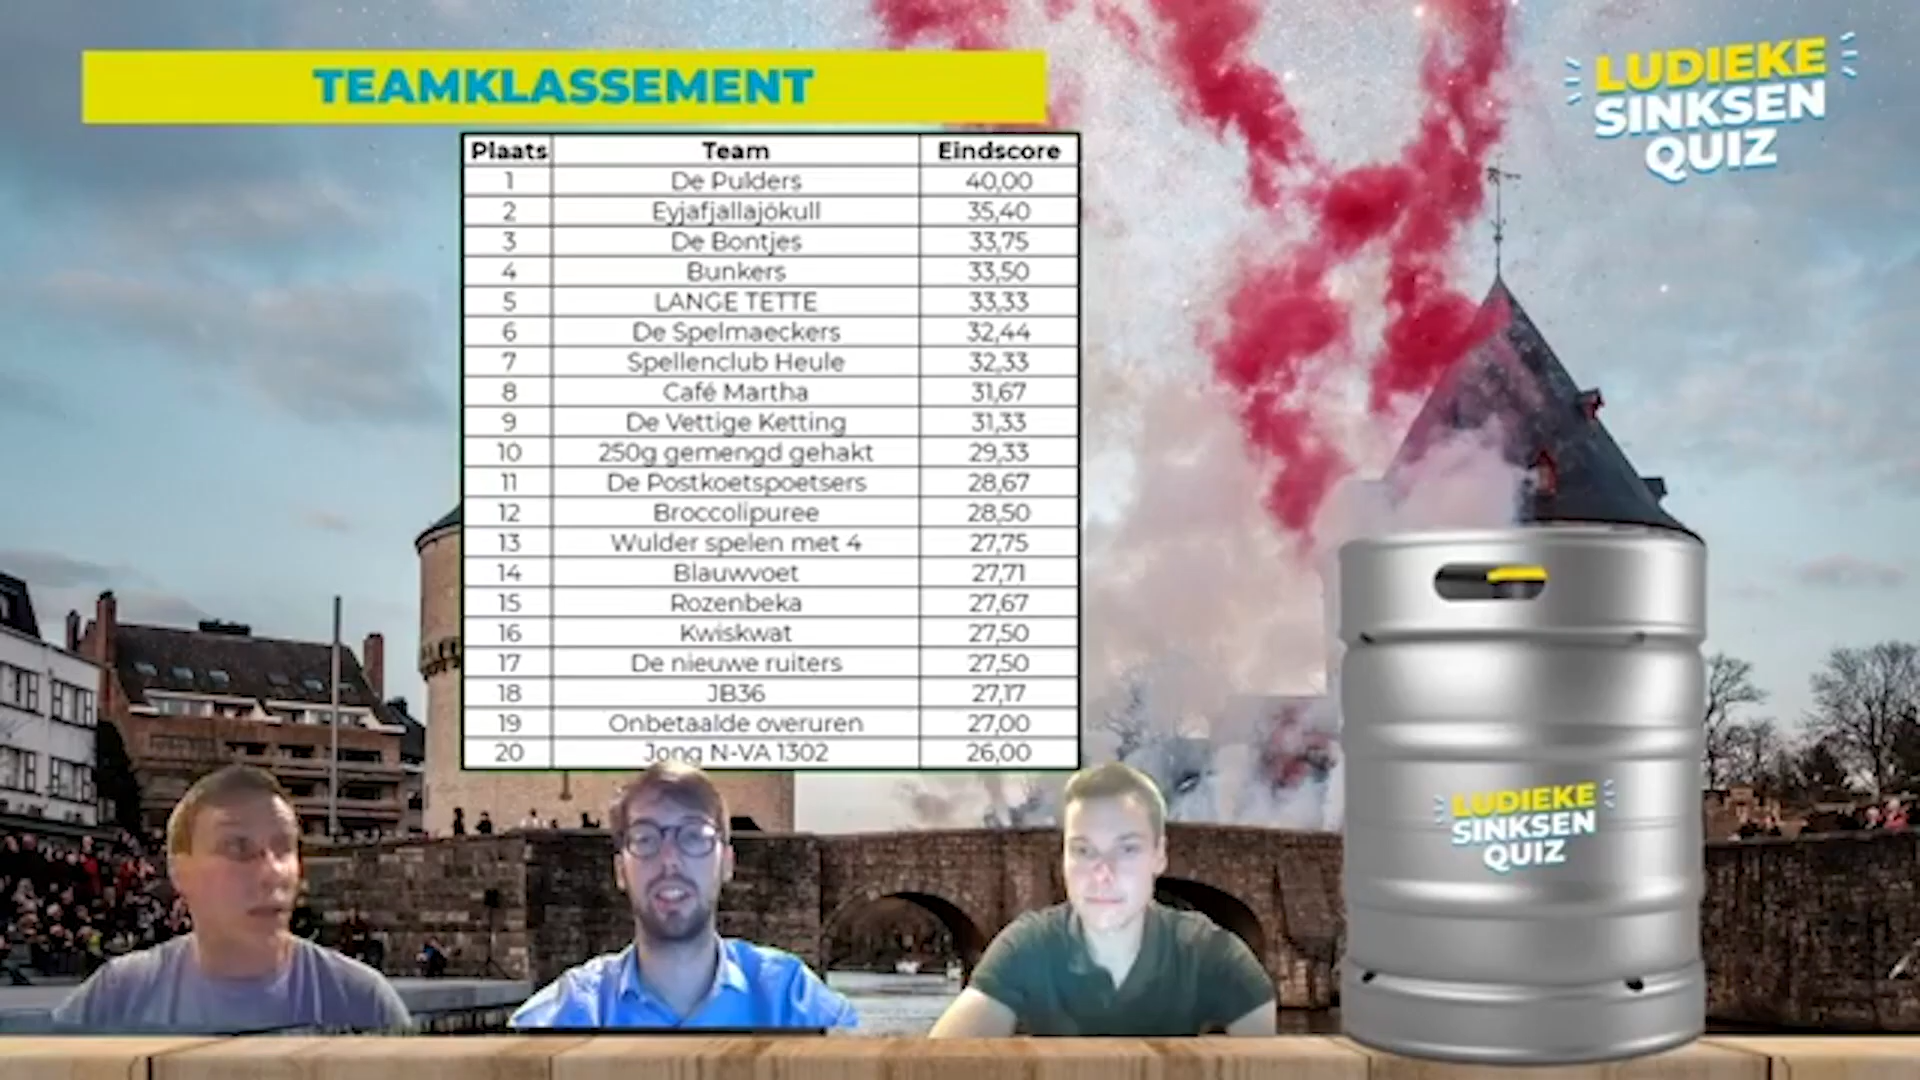 TEAMKLASSEMENT
LUDIEKE
SINKSEN
QUIZ
Plaats Team Eindscore
1 De Pulders 40,00
2 Eyjafjallajökull 35,40
3 De Bontjes 33,75
4 Bunkers 33,50
5 LANGE TETTE 33,33
6 De Spelmaeckers 32,44
7 Spellenclub Heule 32,33
8 Café Martha 31,67
9 De Vettige Ketting 31,33
10 250g gemengd gehakt 29,33
11 De Postkoetspoetsers 28,67
12 Broccolipuree 28,50
13 Wulder spelen met 4 27,75
14 Blauwvoet 27,71
15 Rozenbeka 27,67
16 Kwiskwat 27,50
17 De nieuwe ruiters 27,50
18 JB36 27,17
19 Onbetaalde overuren 27,00
20 Jong N-VA 1302 26,00
LUDIEKE
SINKSEN
QUIZ